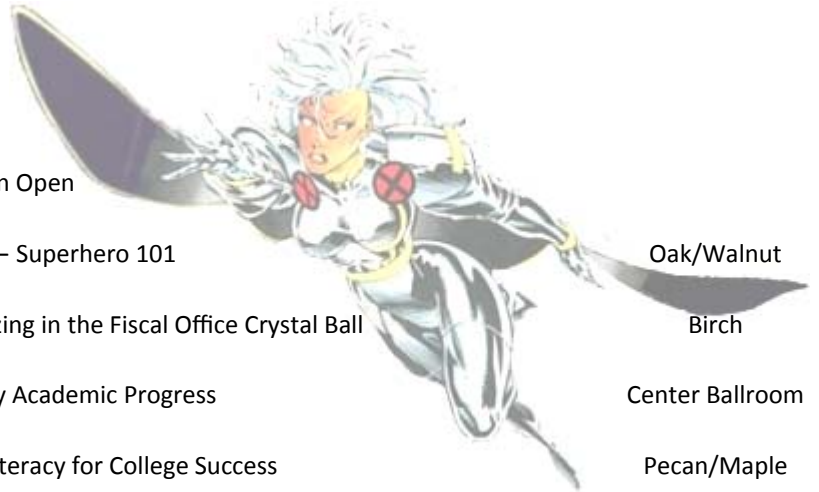 n Open
– Superhero 101 Oak/Walnut
zing in the Fiscal Office Crystal Ball Birch
y Academic Progress Center Ballroom
teracy for College Success Pecan/Maple